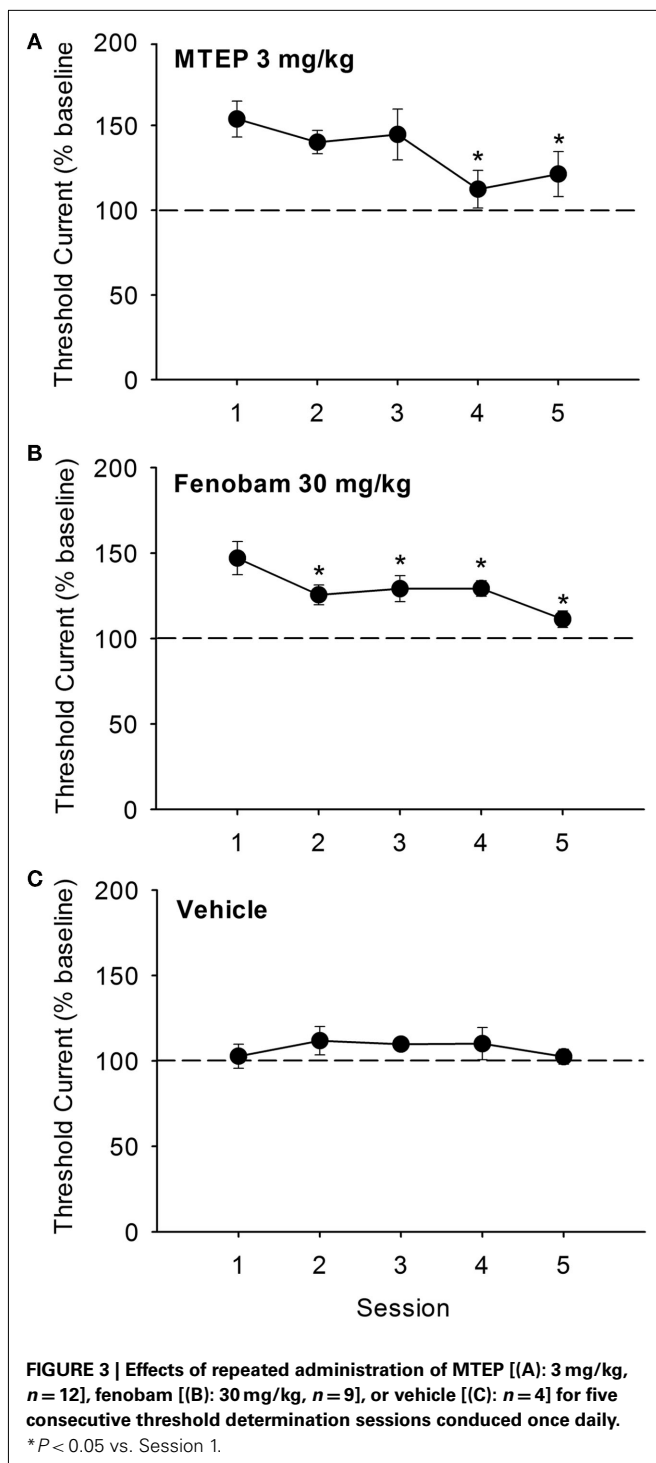 A
200
MTEP 3 mg/kg
150
*
*
100
50
0
Threshold Current (% baseline)
1 2 3 4 5
B
200
Fenobam 30 mg/kg
150
* * * *
100
50
0
Threshold Current (% baseline)
1 2 3 4 5
C
200
Vehicle
150
100
50
0
Threshold Current (% baseline)
1 2 3 4 5
Session
FIGURE 3 | Effects of repeated administration of MTEP [(A): 3 mg/kg,
n = 12], fenobam [(B): 30 mg/kg, n = 9], or vehicle [(C): n = 4] for five
consecutive threshold determination sessions conduced once daily.
*P < 0.05 vs. Session 1.